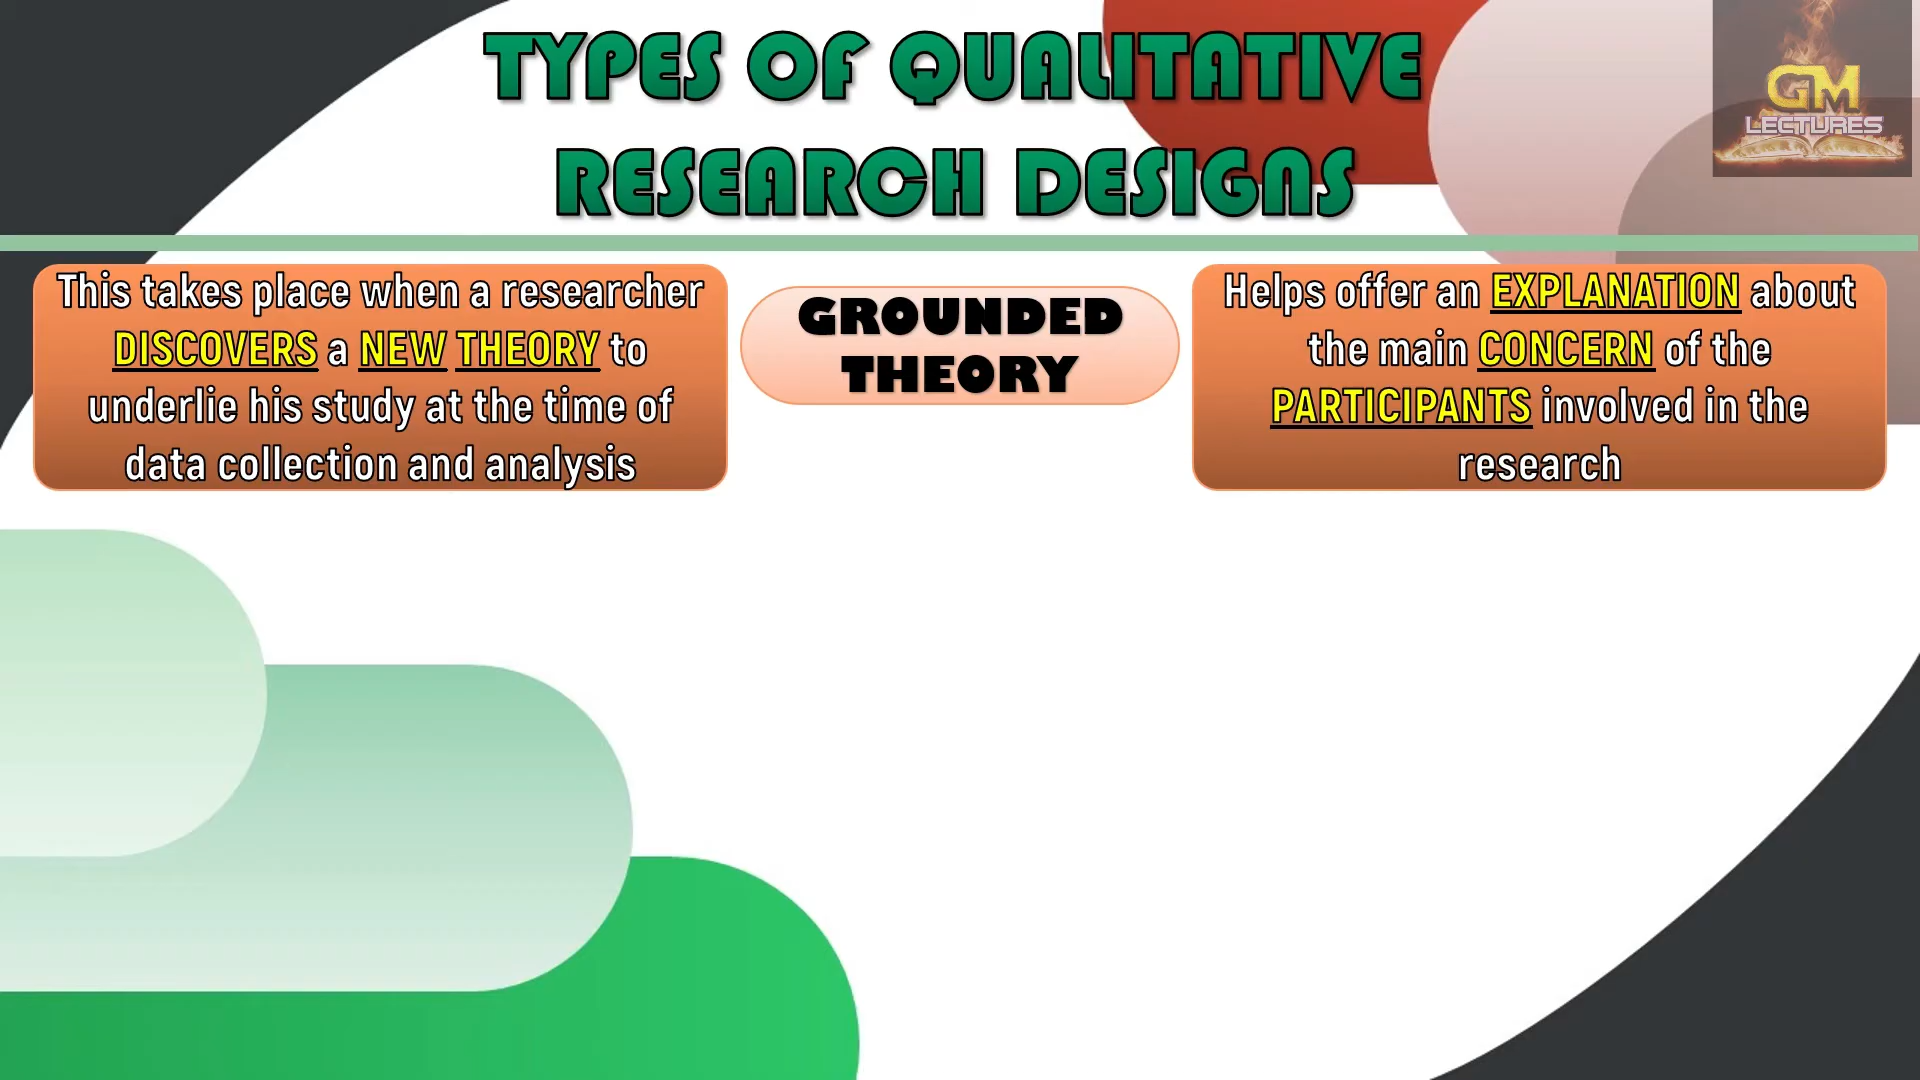 TYPES OF QUALITATIVE
RESEARCH DESIGNS
GM
LECTURES
This takes place when a researcher
DISCOVERS a NEW THEORY to
underlie his study at the time of
data collection and analysis
GROUNDED
THEORY
Helps offer an EXPLANATION about
the main CONCERN of the
PARTICIPANTS involved in the
research